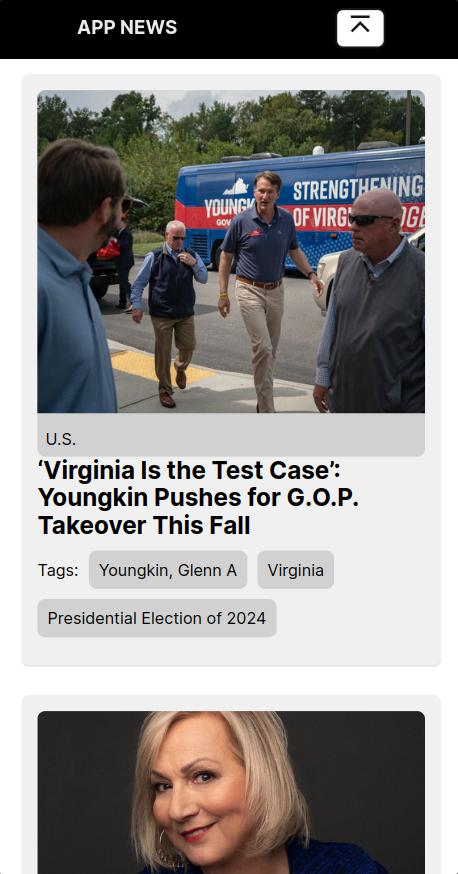 APP NEWS
YOUNGK
GOV
STRENGTHENING
OF VIRG
U.S.
‘Virginia Is the Test Case’:
Youngkin Pushes for G.O.P.
Takeover This Fall
Tags: Youngkin, Glenn A Virginia
Presidential Election of 2024